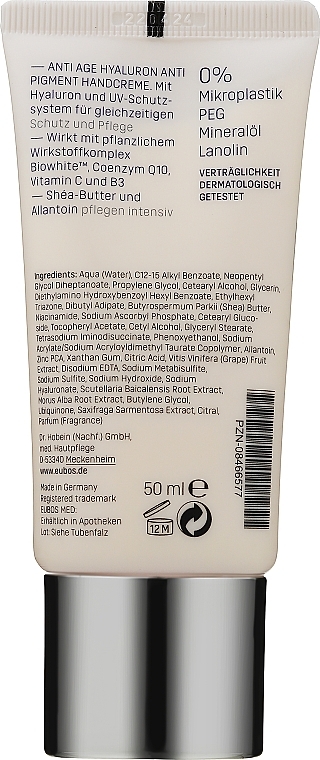 220424
— ANTI AGE HYALURON ANTI
PIGMENT HANDCREME. Mit
Hyaluron und UV-Schutz-
system für gleichzeitigen
Schutz und Pflege
— Wirkt mit pflanzlichem
Wirkstoffkomplex
Biowhite™, Coenzym Q10,
Vitamin C und B3
— Shéa-Butter und
Allantoin pflegen intensiv
0%
Mikroplastik
PEG
Mineralöl
Lanolin
VERTRÄGLICHKEIT
DERMATOLOGISCH
GETESTET
Ingredients: Aqua (Water), C12-15 Alkyl Benzoate, Neopentyl
Glycol Diheptanoate, Propylene Glycol, Cetearyl Alcohol, Glycerin,
Diethylamino Hydroxybenzoyl Hexyl Benzoate, Ethylhexyl
Triazone, Dibutyl Adipate, Butyrospermum Parkii (Shea) Butter,
Niacinamide, Sodium Ascorbyl Phosphate, Cetearyl Gluco-
side, Tocopheryl Acetate, Cetyl Alcohol, Glyceryl Stearate,
Tetrasodium Iminodisuccinate, Phenoxyethanol, Sodium
Acrylate/Sodium Acryloyldimethyl Taurate Copolymer, Allantoin,
Zinc PCA, Xanthan Gum, Citric Acid, Vitis Vinifera (Grape) Fruit
Extract, Disodium EDTA, Sodium Metabisulfite,
Sodium Sulfite, Sodium Hydroxide, Sodium
Hyaluronate, Scutellaria Baicalensis Root Extract,
Morus Alba Root Extract, Butylene Glycol,
Ubiquinone, Saxifraga Sarmentosa Extract, Citral,
Parfum (Fragrance)
Dr. Hobein (Nachf.) GmbH,
med. Hautpflege
D-53340 Meckenheim
www.eubos.de
Made in Germany
Registered trademark
EUBOS MED:
Erhältlich in Apotheken
Lot: Siehe Tubenfalz
50 ml ℮
12 M
PZN-08466577